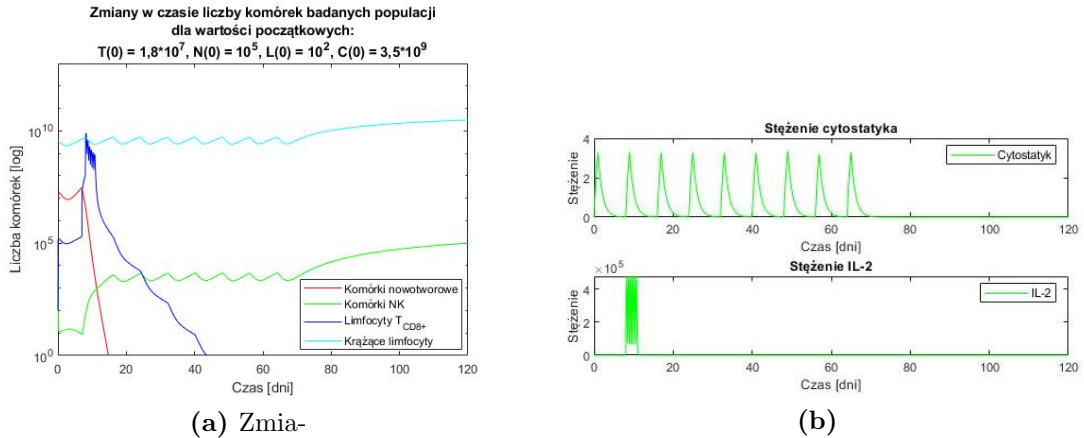 Zmiany w czasie liczby komórek badanych populacji
dla wartości początkowych:
T(0) = 1,8*10^7, N(0) = 10^5, L(0) = 10^2, C(0) = 3,5*10^9
10^10
10^5
10^0
Liczba komórek [log]
Komórki nowotworowe
Komórki NK
Limfocyty T_CD8+
Krążące limfocyty
0 20 40 60 80 100 120
Czas [dni]
(a) Zmia-
Stężenie cytostatyka
4
2
0
Stężenie
Cytostatyk
0 20 40 60 80 100 120
Czas [dni]
×10^5
Stężenie IL-2
4
2
0
Stężenie
IL-2
0 20 40 60 80 100 120
Czas [dni]
(b)